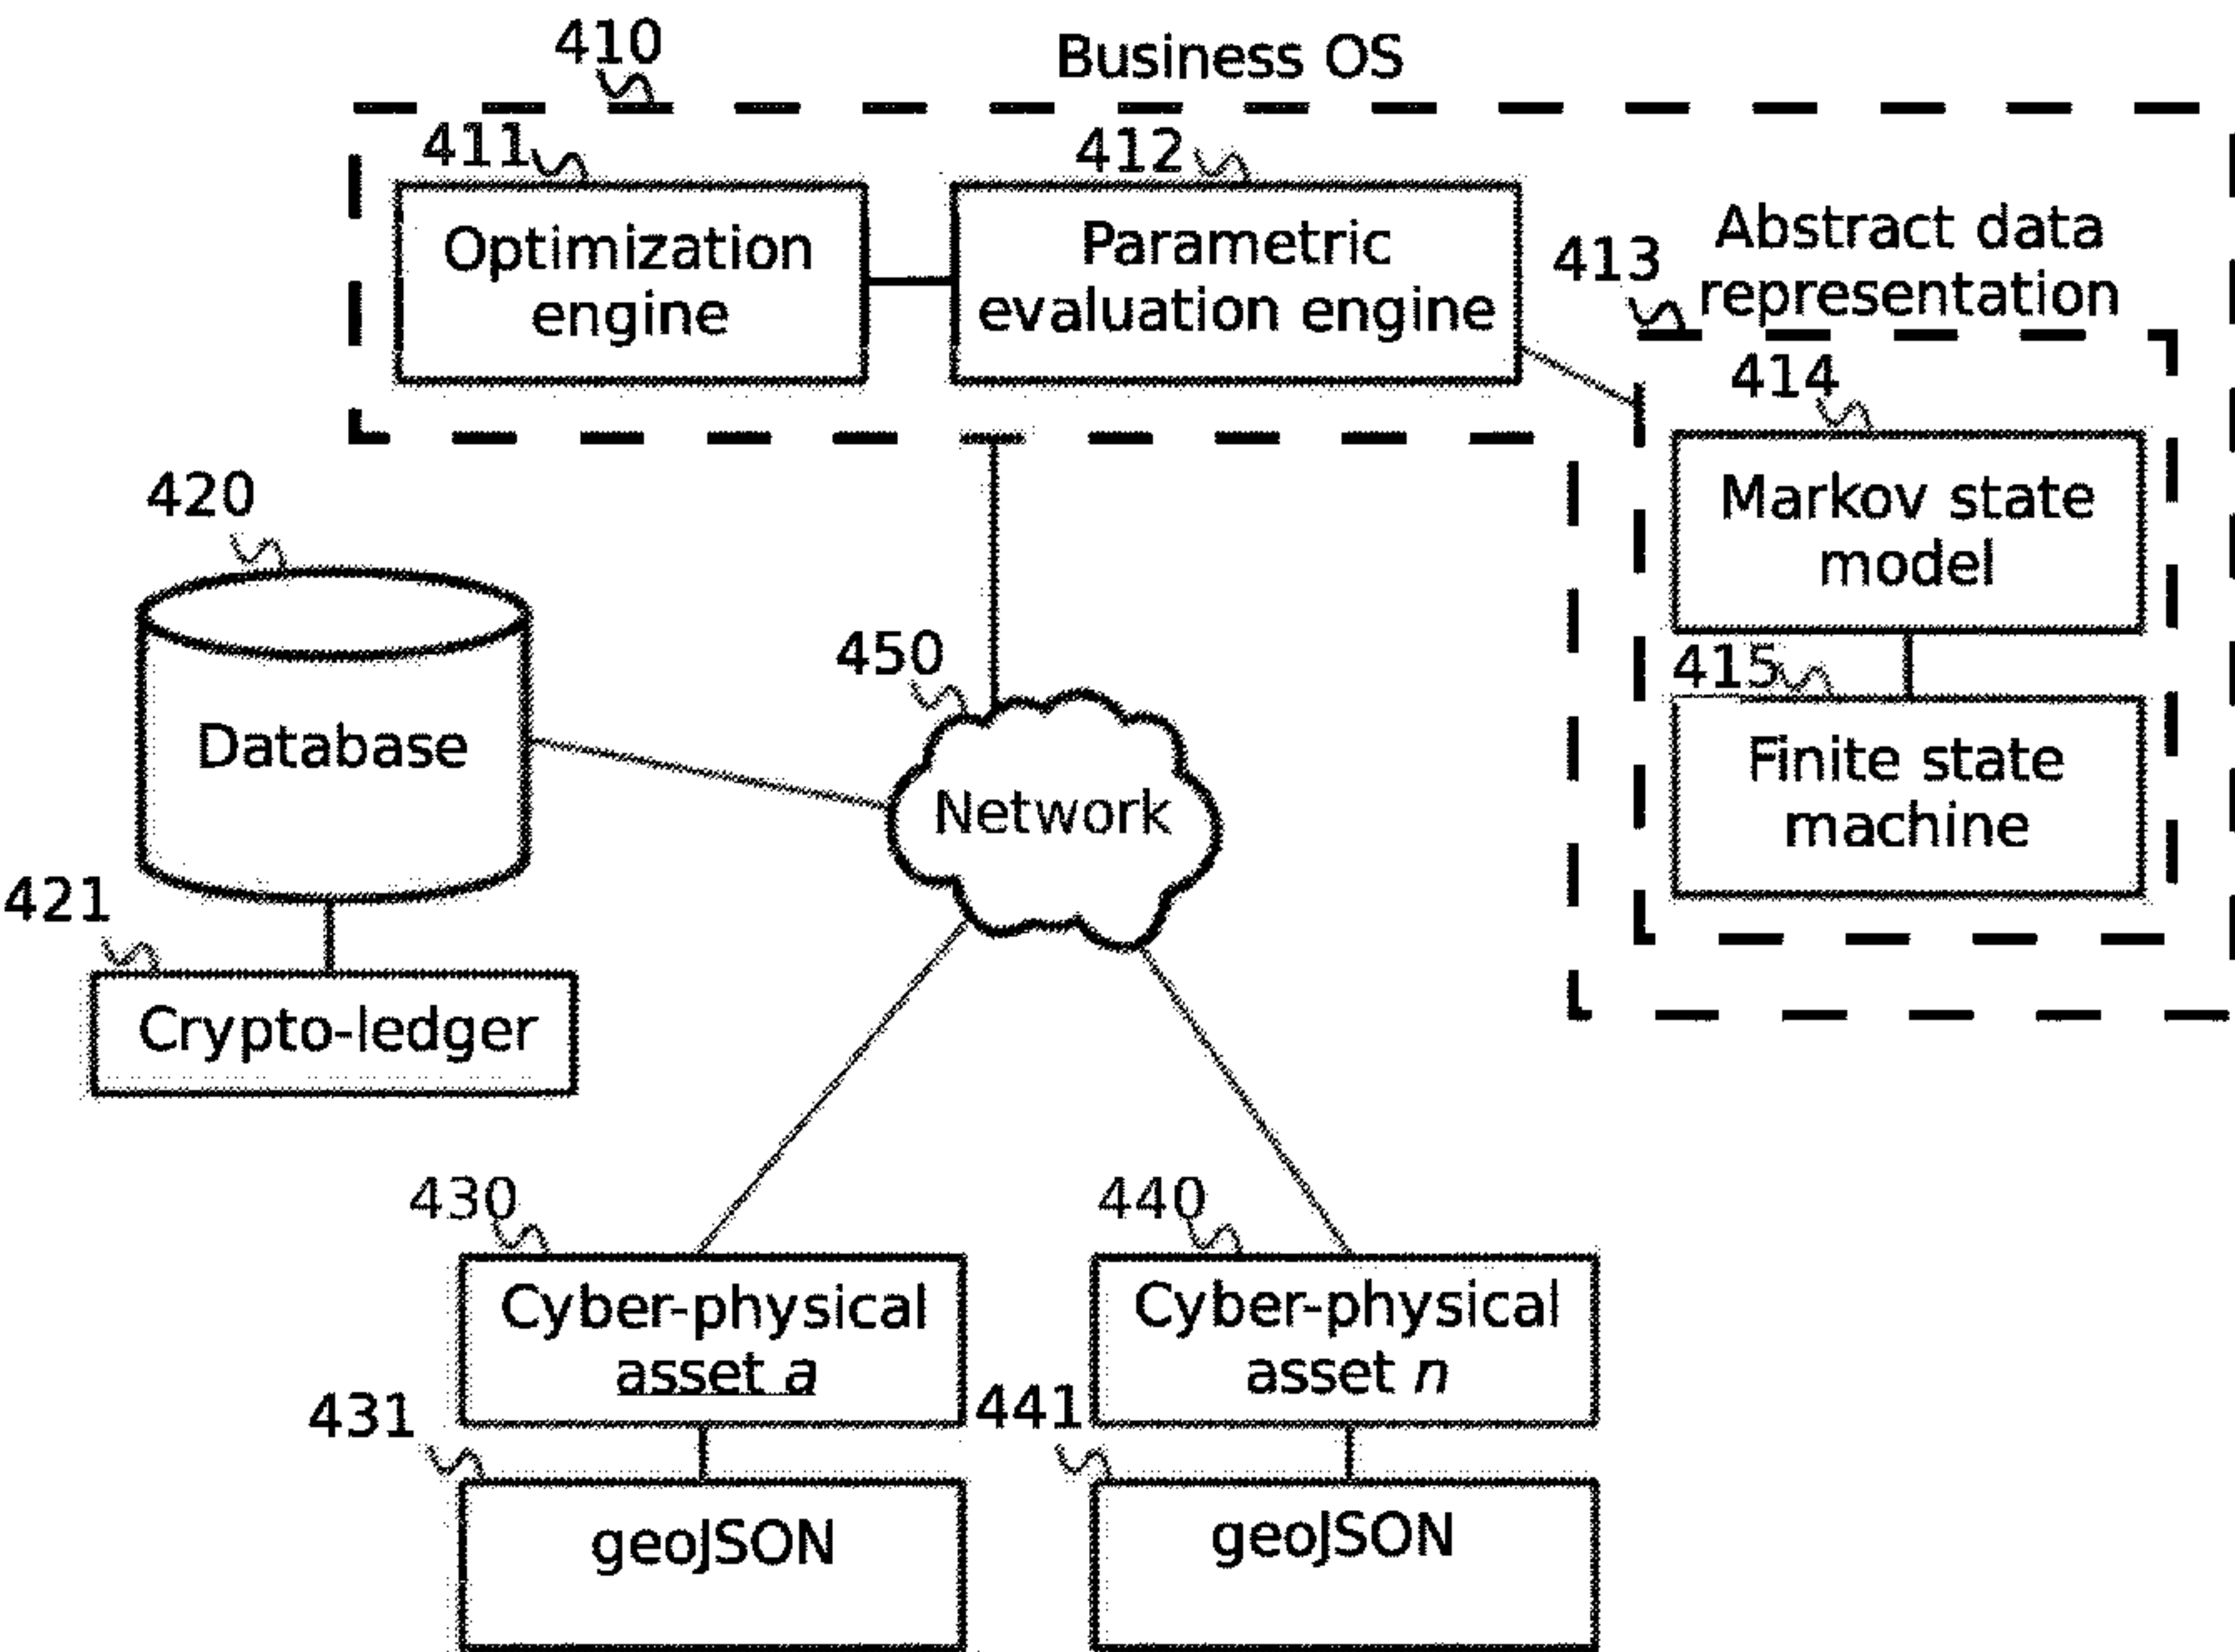 410
Business OS
411
412
Optimization
engine
Parametric
evaluation engine
413
Abstract data
representation
414
Markov state
model
415
Finite state
machine
420
Database
450
Network
421
Crypto-ledger
430
Cyber-physical
asset a
440
Cyber-physical
asset n
431
geoJSON
441
geoJSON